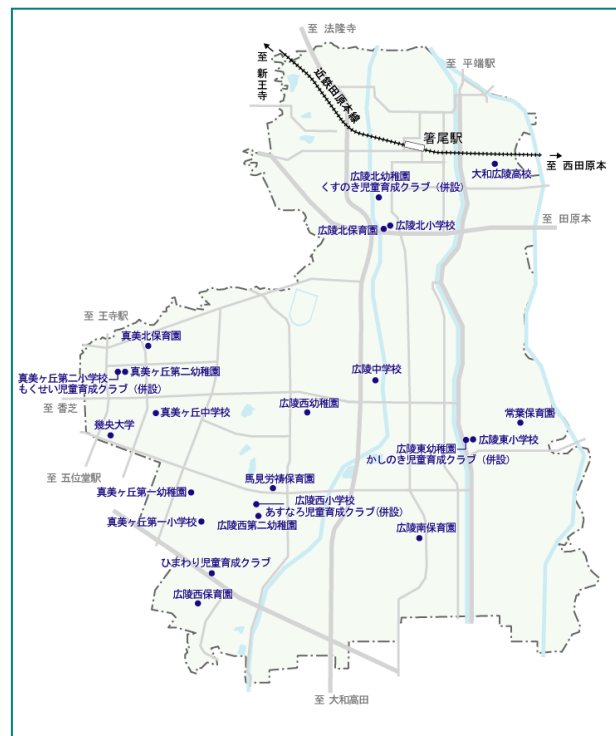 至 法隆寺
至 新王寺
近鉄田原本線
至 平端駅
箸尾駅
至 西田原本
大和広陵高校
広陵北幼稚園
くすのき児童育成クラブ（併設）
広陵北保育園
広陵北小学校
至 田原本
至 王寺駅
真美北保育園
真美ヶ丘第二小学校
真美ヶ丘第二幼稚園
もくせい児童育成クラブ（併設）
広陵中学校
至 香芝
真美ヶ丘中学校
広陵西幼稚園
常葉保育園
畿央大学
広陵東幼稚園
広陵東小学校
かしのき児童育成クラブ（併設）
至 五位堂駅
馬見労祷保育園
真美ヶ丘第一幼稚園
広陵西小学校
あすなろ児童育成クラブ（併設）
真美ヶ丘第一小学校
広陵西第二幼稚園
広陵南保育園
ひまわり児童育成クラブ
広陵西保育園
至 大和高田